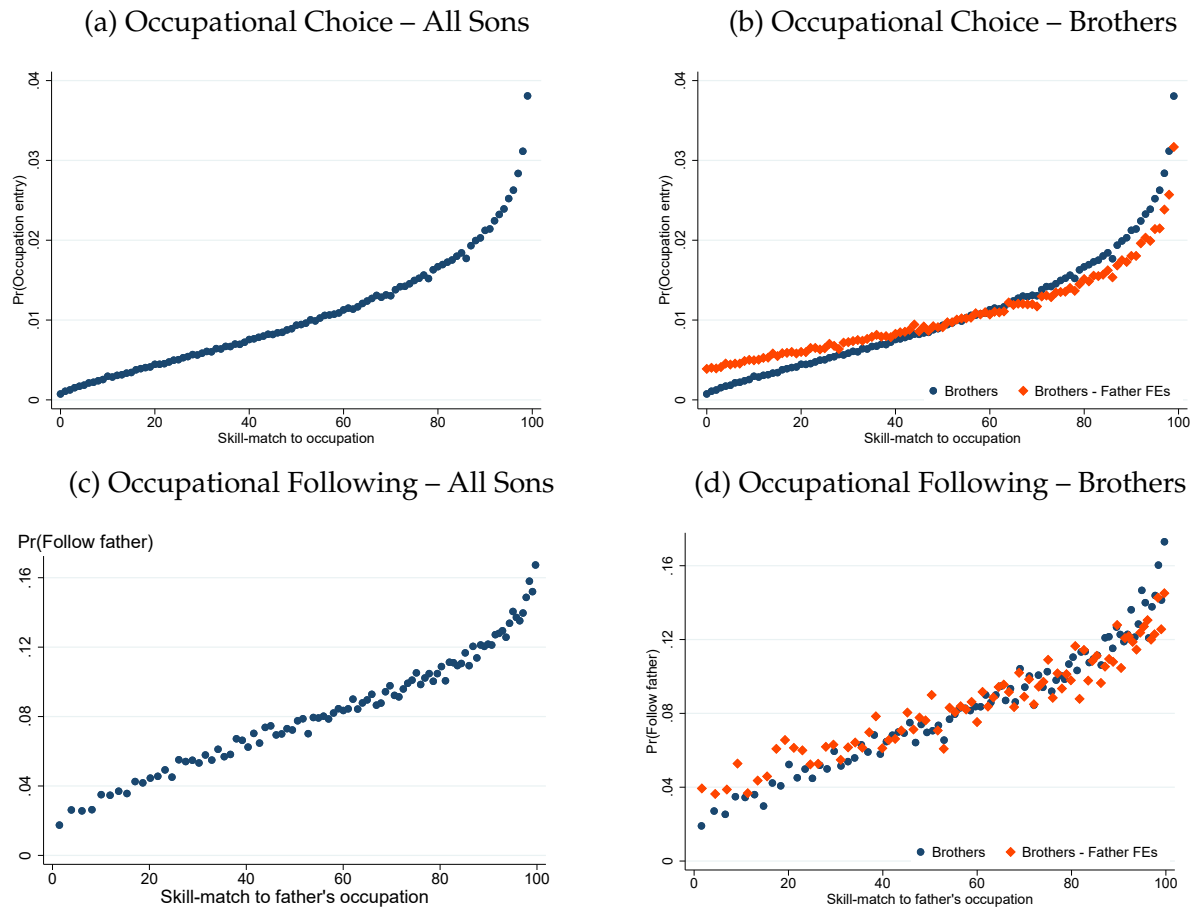 (a) Occupational Choice – All Sons
Pr(Occupation entry)
.04
.03
.02
.01
0
0 20 40 60 80 100
Skill-match to occupation
(b) Occupational Choice – Brothers
Pr(Occupation entry)
.04
.03
.02
.01
0
Brothers Brothers - Father FEs
0 20 40 60 80 100
Skill-match to occupation
(c) Occupational Following – All Sons
Pr(Follow father)
.16
.12
.08
.04
0
0 20 40 60 80 100
Skill-match to father's occupation
(d) Occupational Following – Brothers
Pr(Follow father)
.16
.12
.08
.04
0
Brothers Brothers - Father FEs
0 20 40 60 80 100
Skill-match to father's occupation